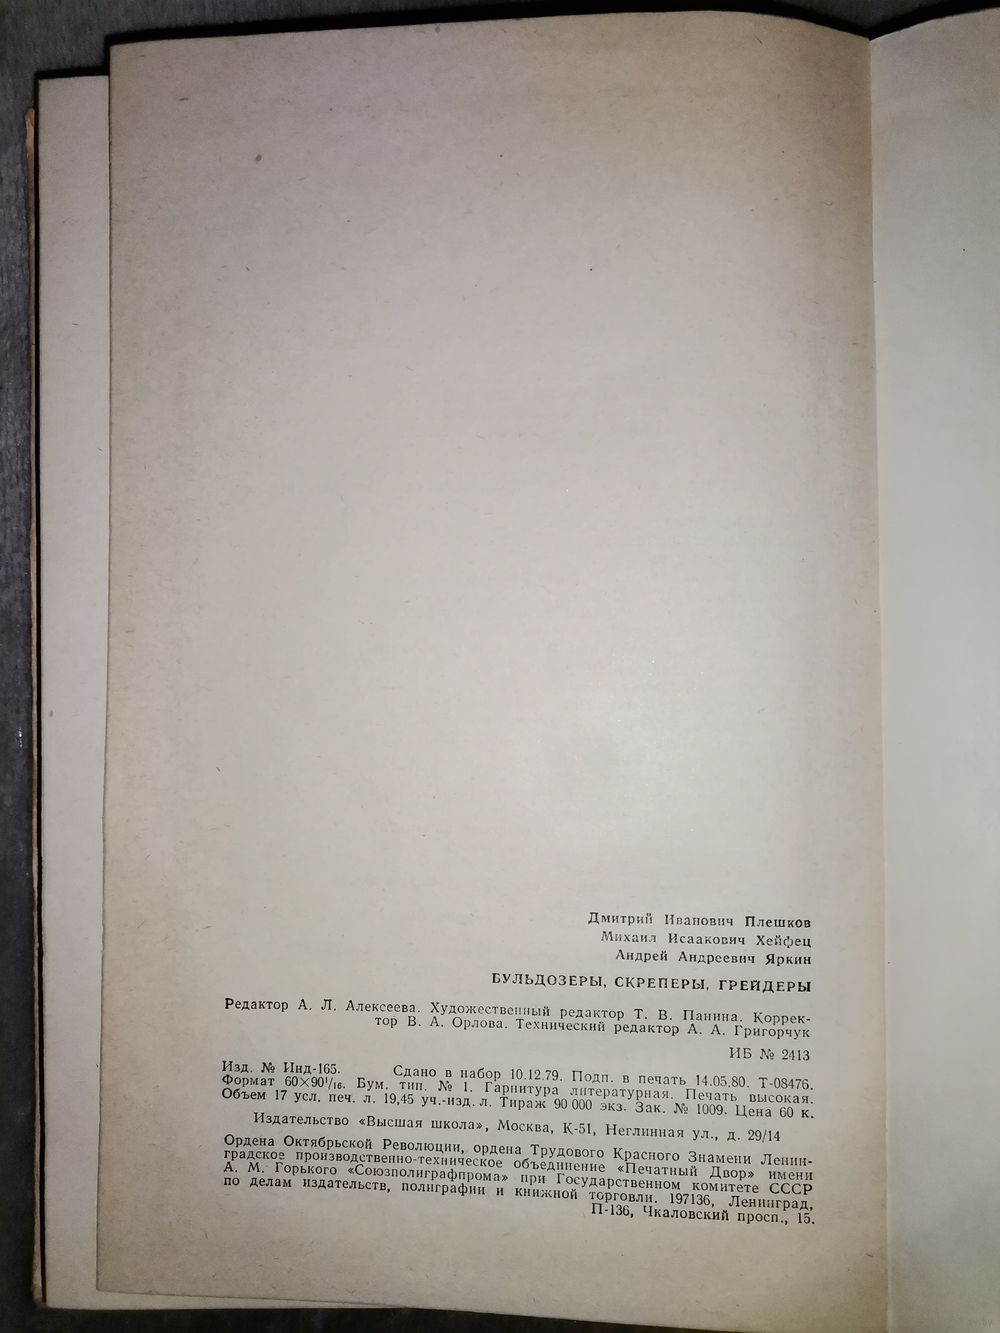 Дмитрий Иванович Плешков
Михаил Исаакович Хейфец
Андрей Андреевич Яркин
БУЛЬДОЗЕРЫ, СКРЕПЕРЫ, ГРЕЙДЕРЫ
Редактор А. Л. Алексеева. Художественный редактор Т. В. Панина. Коррек-
тор В. А. Орлова. Технический редактор А. А. Григорчук
ИБ № 2413
Изд. № Инд-165. Сдано в набор 10.12.79. Подп. в печать 14.05.80. Т-08476.
Формат 60×90¹/₁₆. Бум. тип. № 1. Гарнитура литературная. Печать высокая.
Объем 17 усл. печ. л. 19,45 уч.-изд. л. Тираж 90 000 экз. Зак. № 1009. Цена 60 к.
Издательство «Высшая школа», Москва, К-51, Неглинная ул., д. 29/14
Ордена Октябрьской Революции, ордена Трудового Красного Знамени Ленин-
градское производственно-техническое объединение «Печатный Двор» имени
А. М. Горького «Союзполиграфпрома» при Государственном комитете СССР
по делам издательств, полиграфии и книжной торговли. 197136, Ленинград,
П-136, Чкаловский просп., 15.